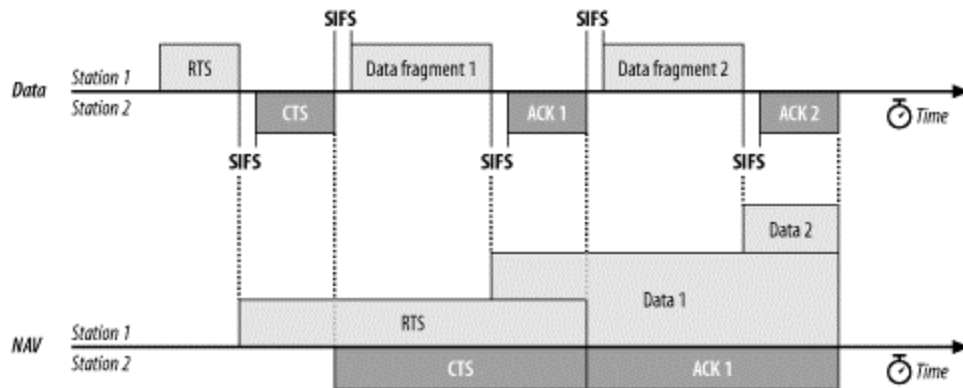 SIFS SIFS
RTS Data fragment 1 Data fragment 2
Station 1
Data
Station 2
CTS ACK 1 ACK 2
Time
SIFS SIFS SIFS
Data 2
Data 1
RTS
Station 1
NAV
Station 2
CTS ACK 1
Time